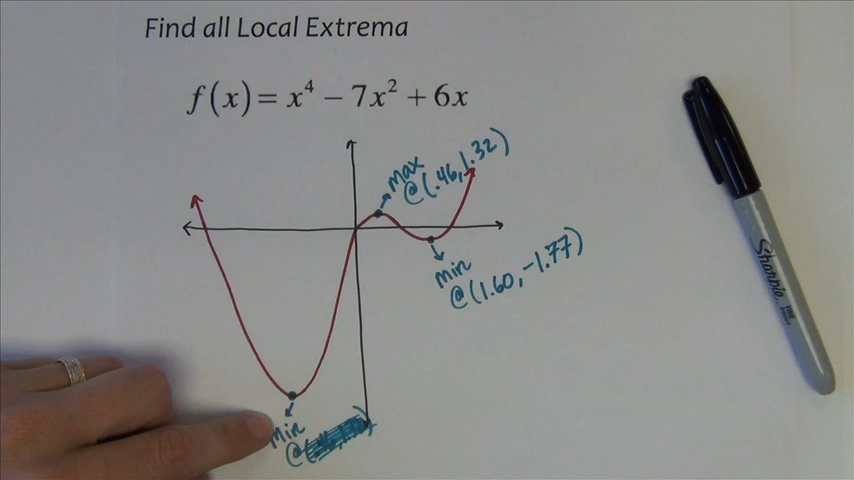 Find all Local Extrema
f(x) = x⁴ − 7x² + 6x
Max
@(.46,1.32)
Min
@(1.60,-1.77)
Min
@
Sharpie